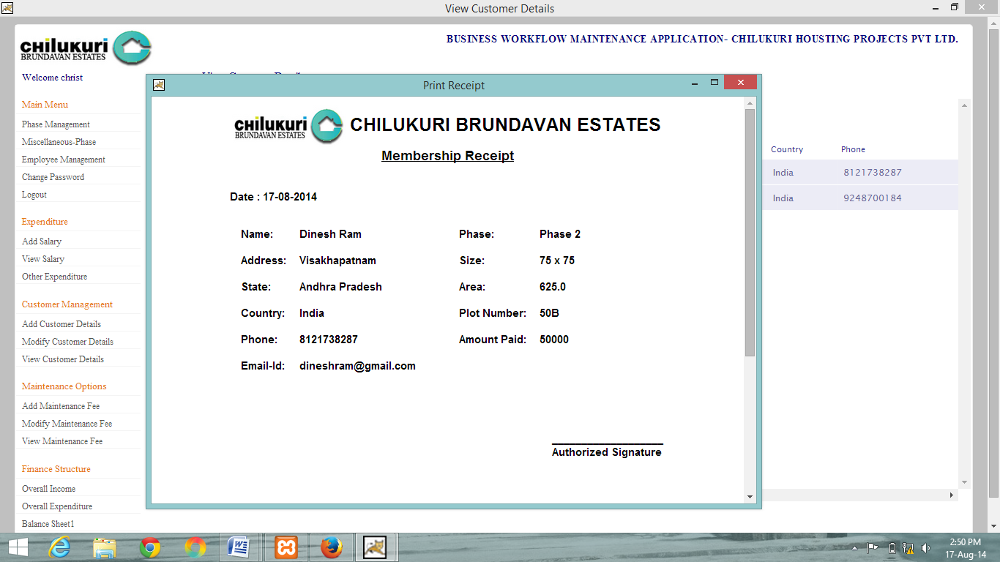 View Customer Details
chilukuri
BRUNDAVAN ESTATES
BUSINESS WORKFLOW MAINTENANCE APPLICATION- CHILUKURI HOUSTING PROJECTS PVT LTD.
Welcome christ
Main Menu
Phase Management
Miscellaneous-Phase
Employee Management
Change Password
Logout
Expenditure
Add Salary
View Salary
Other Expenditure
Customer Management
Add Customer Details
Modify Customer Details
View Customer Details
Maintenance Options
Add Maintenance Fee
Modify Maintenance Fee
View Maintenance Fee
Finance Structure
Overall Income
Overall Expenditure
Balance Sheet1
Print Receipt
chilukuri
BRUNDAVAN ESTATES
CHILUKURI BRUNDAVAN ESTATES
Membership Receipt
Date : 17-08-2014
Name: Dinesh Ram Phase: Phase 2
Address: Visakhapatnam Size: 75 x 75
State: Andhra Pradesh Area: 625.0
Country: India Plot Number: 50B
Phone: 8121738287 Amount Paid: 50000
Email-Id: dineshram@gmail.com
Authorized Signature
Country Phone
India 8121738287
India 9248700184
2:50 PM
17-Aug-14